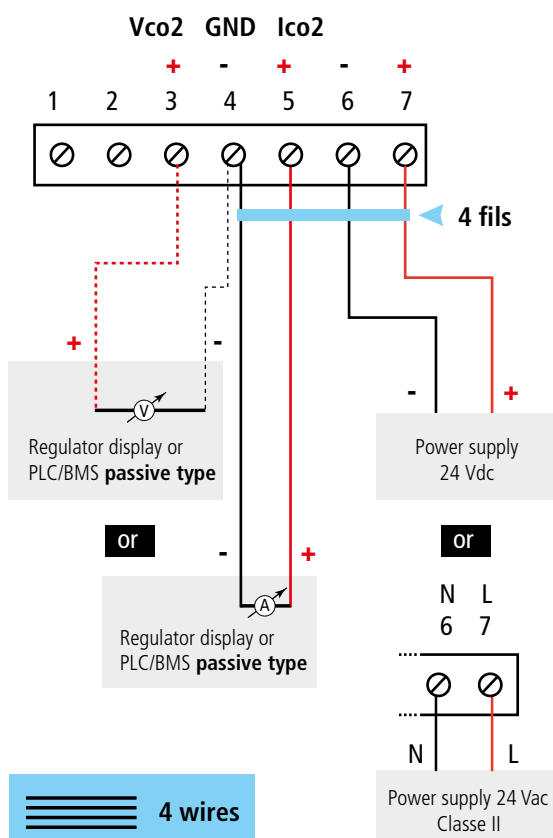 Vco2 GND Ico2
+ - + - +
1 2 3 4 5 6 7
4 fils
+ -
V
Regulator display or
PLC/BMS passive type
- +
Power supply
24 Vdc
or
or
- +
A
Regulator display or
PLC/BMS passive type
N L
6 7
N L
Power supply 24 Vac
Classe II
4 wires